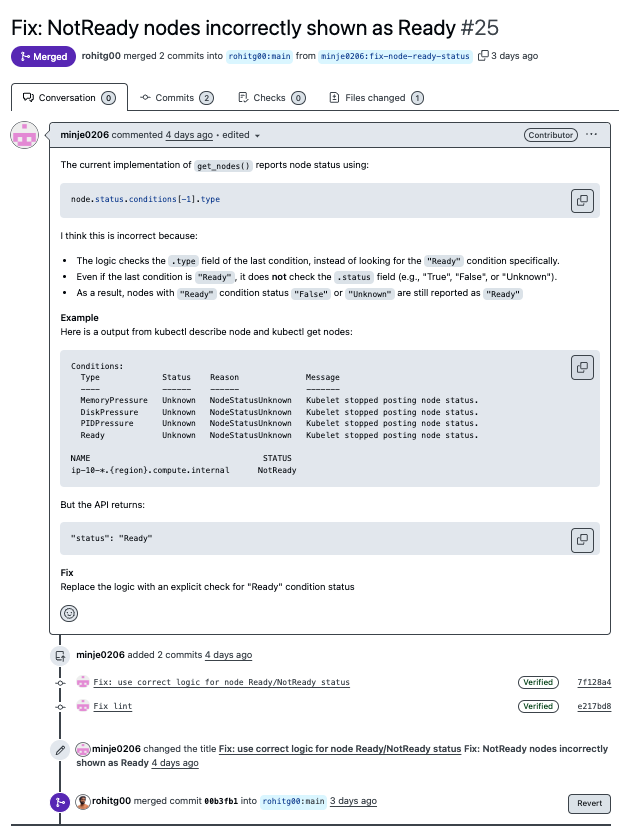 Fix: NotReady nodes incorrectly shown as Ready #25
Merged rohitg00 merged 2 commits into rohitg00:main from minje0206:fix-node-ready-status 3 days ago
Conversation 0 Commits 2 Checks 0 Files changed 1
minje0206 commented 4 days ago • edited Contributor ...
The current implementation of get_nodes() reports node status using:
node.status.conditions[-1].type
I think this is incorrect because:
• The logic checks the .type field of the last condition, instead of looking for the "Ready" condition specifically.
• Even if the last condition is "Ready", it does not check the .status field (e.g., "True", "False", or "Unknown").
• As a result, nodes with "Ready" condition status "False" or "Unknown" are still reported as "Ready"
Example
Here is a output from kubectl describe node and kubectl get nodes:
Conditions:
Type Status Reason Message
---- ------ ------ -------
MemoryPressure Unknown NodeStatusUnknown Kubelet stopped posting node status.
DiskPressure Unknown NodeStatusUnknown Kubelet stopped posting node status.
PIDPressure Unknown NodeStatusUnknown Kubelet stopped posting node status.
Ready Unknown NodeStatusUnknown Kubelet stopped posting node status.
NAME STATUS
ip-10-*.{region}.compute.internal NotReady
But the API returns:
"status": "Ready"
Fix
Replace the logic with an explicit check for "Ready" condition status
minje0206 added 2 commits 4 days ago
Fix: use correct logic for node Ready/NotReady status Verified 7f128a4
Fix lint Verified e217bd8
minje0206 changed the title Fix: use correct logic for node Ready/NotReady status Fix: NotReady nodes incorrectly
shown as Ready 4 days ago
rohitg00 merged commit 00b3fb1 into rohitg00:main 3 days ago Revert